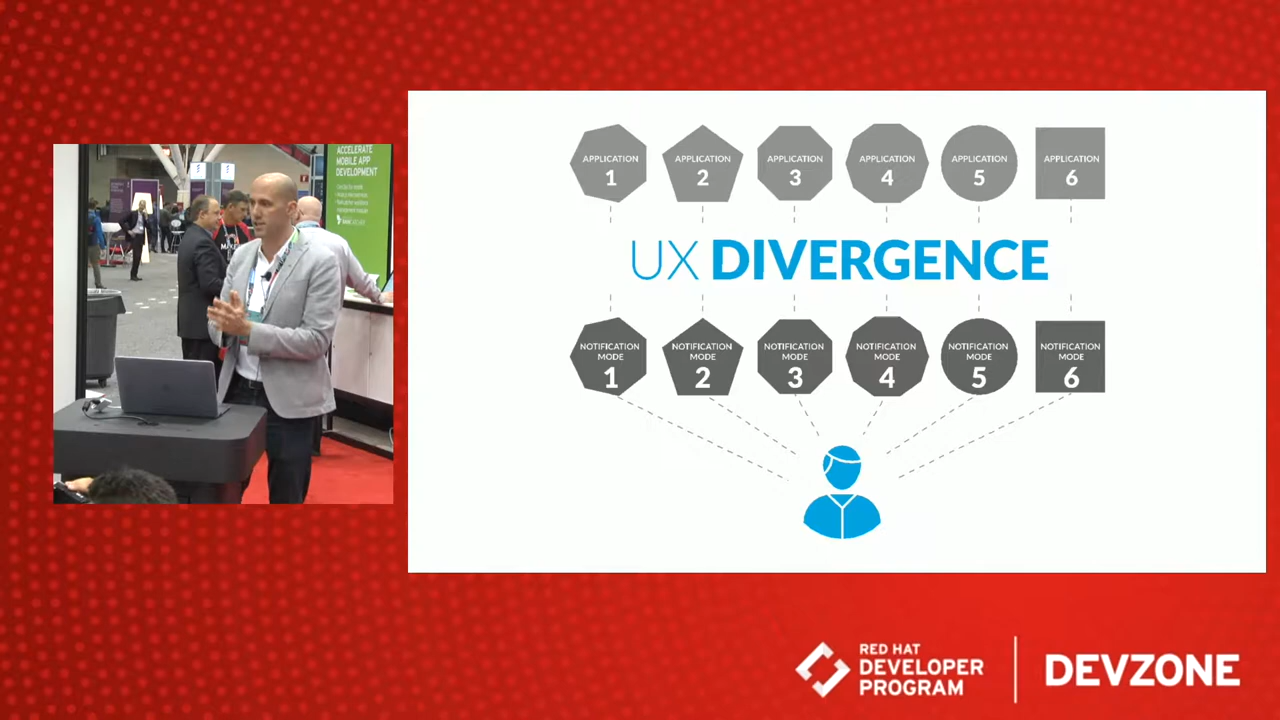 ACCELERATE
MOBILE APP
DEVELOPMENT
APPLICATION
1
APPLICATION
2
APPLICATION
3
APPLICATION
4
APPLICATION
5
APPLICATION
6
UX DIVERGENCE
NOTIFICATION
MODE
1
NOTIFICATION
MODE
2
NOTIFICATION
MODE
3
NOTIFICATION
MODE
4
NOTIFICATION
MODE
5
NOTIFICATION
MODE
6
RED HAT
DEVELOPER
PROGRAM
DEVZONE